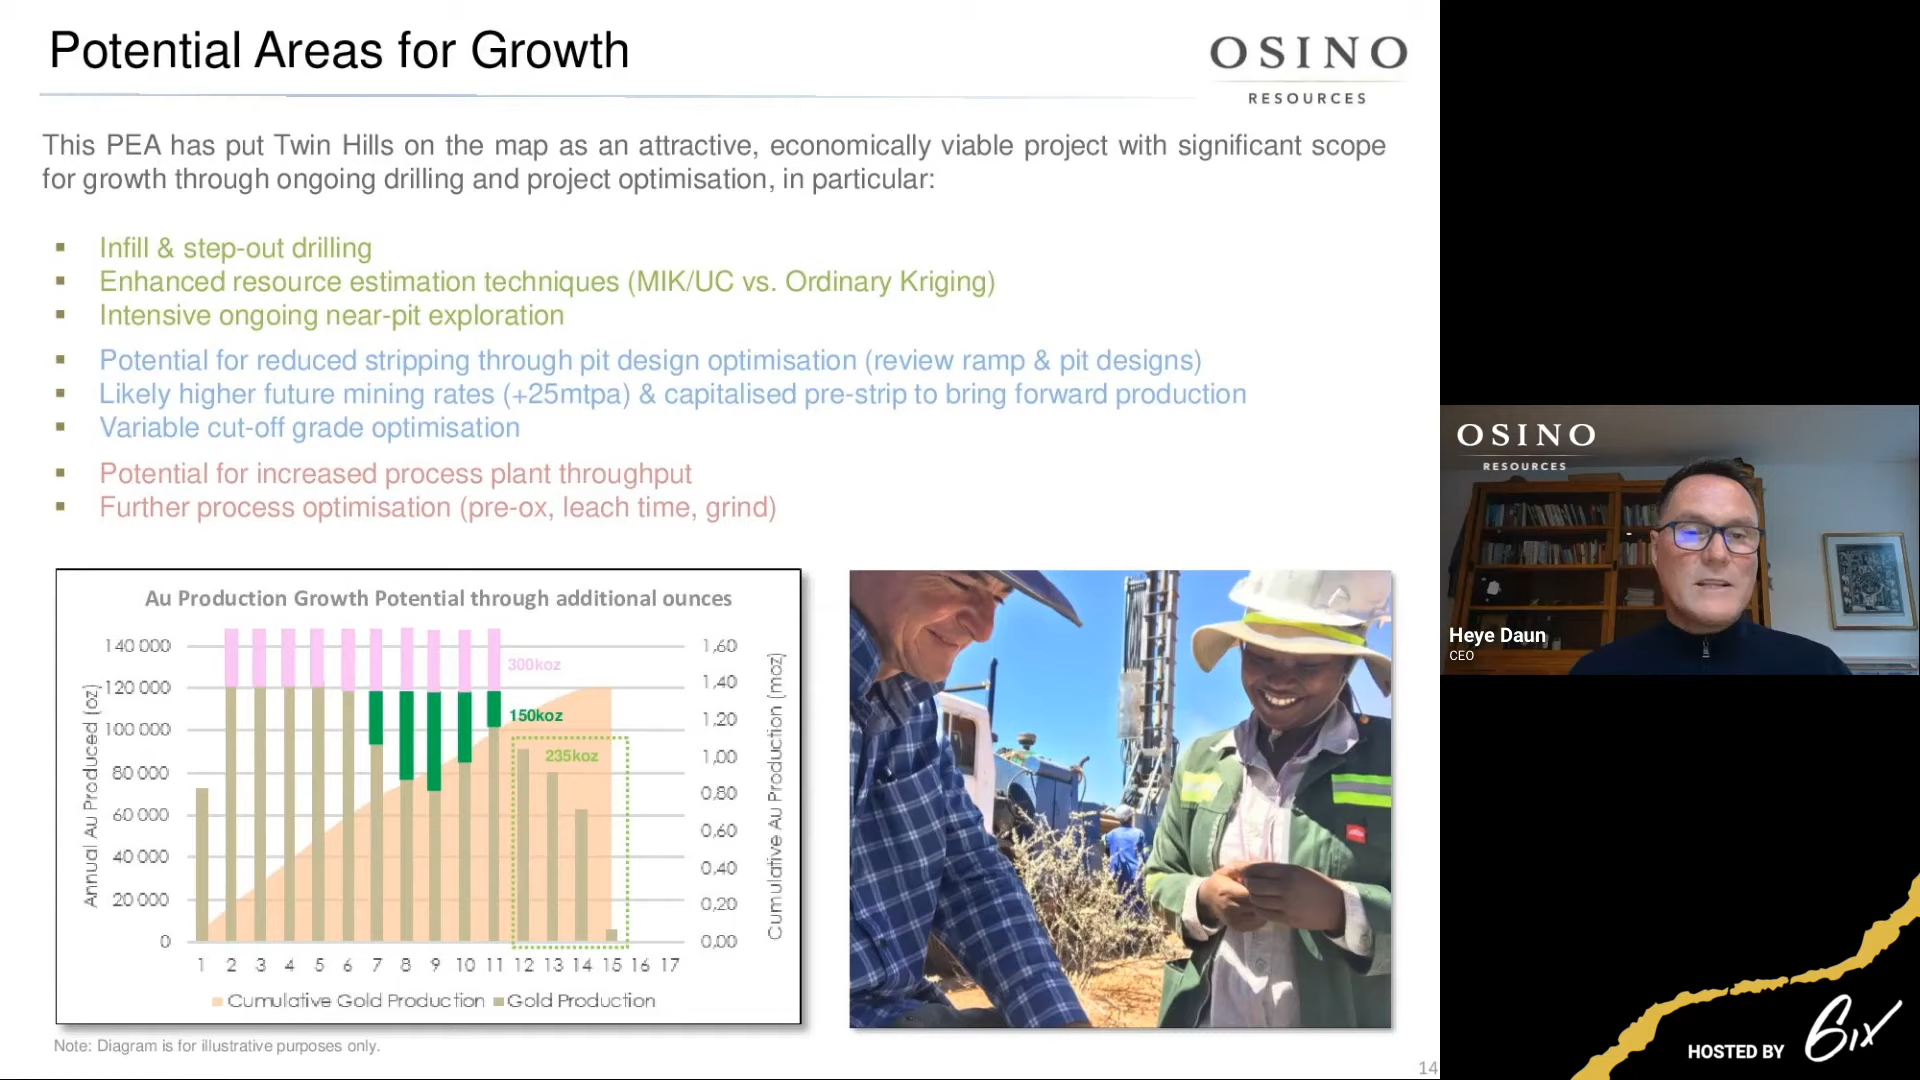 Potential Areas for Growth
OSINO
RESOURCES
This PEA has put Twin Hills on the map as an attractive, economically viable project with significant scope
for growth through ongoing drilling and project optimisation, in particular:
▪ Infill & step-out drilling
▪ Enhanced resource estimation techniques (MIK/UC vs. Ordinary Kriging)
▪ Intensive ongoing near-pit exploration
▪ Potential for reduced stripping through pit design optimisation (review ramp & pit designs)
▪ Likely higher future mining rates (+25mtpa) & capitalised pre-strip to bring forward production
▪ Variable cut-off grade optimisation
▪ Potential for increased process plant throughput
▪ Further process optimisation (pre-ox, leach time, grind)
Au Production Growth Potential through additional ounces
Annual Au Produced (oz)
140 000
120 000
100 000
80 000
60 000
40 000
20 000
0
300koz
150koz
235koz
1,60
1,40
1,20
1,00
0,80
0,60
0,40
0,20
0,00
Cumulative Au Production (moz)
1 2 3 4 5 6 7 8 9 10 11 12 13 14 15 16 17
Cumulative Gold Production Gold Production
Note: Diagram is for illustrative purposes only.
14
OSINO
RESOURCES
Heye Daun
CEO
HOSTED BY 6ix